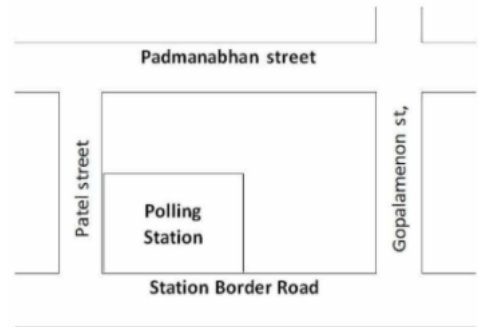 Padmanabhan street
Patel street
Gopalamenon st,
Polling
Station
Station Border Road